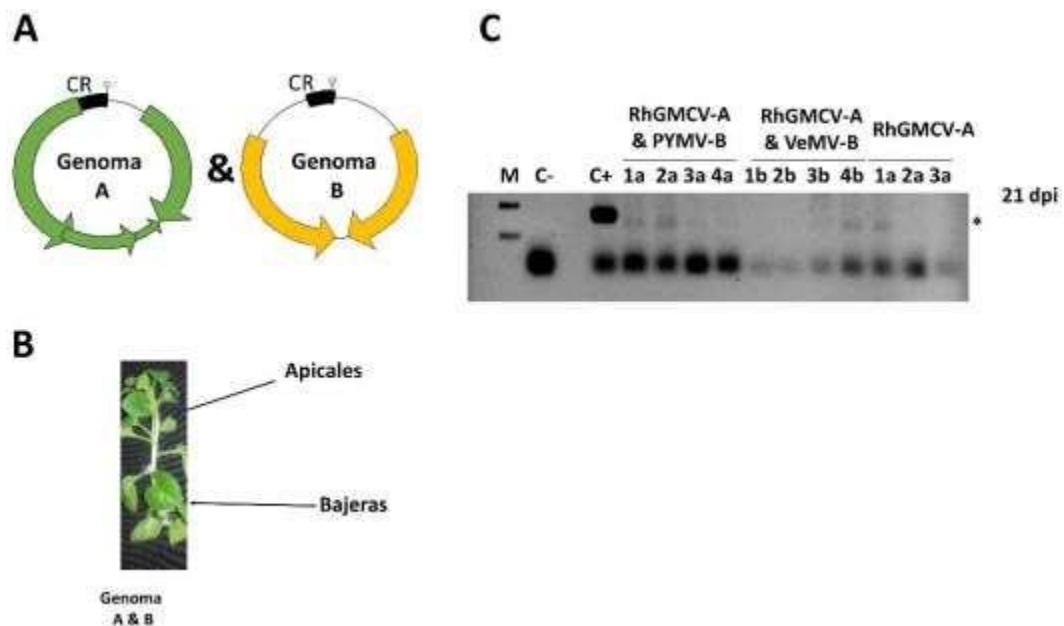 A
CR
Genoma
A
&
CR
Genoma
B
B
Apicales
Bajeras
Genoma
A & B
C
RhGMCV-A
& PYMV-B
RhGMCV-A
& VeMV-B
RhGMCV-A
M C- C+ 1a 2a 3a 4a 1b 2b 3b 4b 1a 2a 3a
21 dpi
*